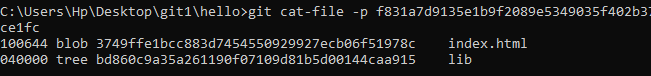 C:\Users\Hp\Desktop\git1\hello>git cat-file -p f831a7d9135e1b9f2089e5349035f402b37
ce1fc
100644 blob 3749ffe1bcc883d7454550929927ecb06f51978c    index.html
040000 tree bd860c9a35a261190f07109d81b5d00144caa915    lib